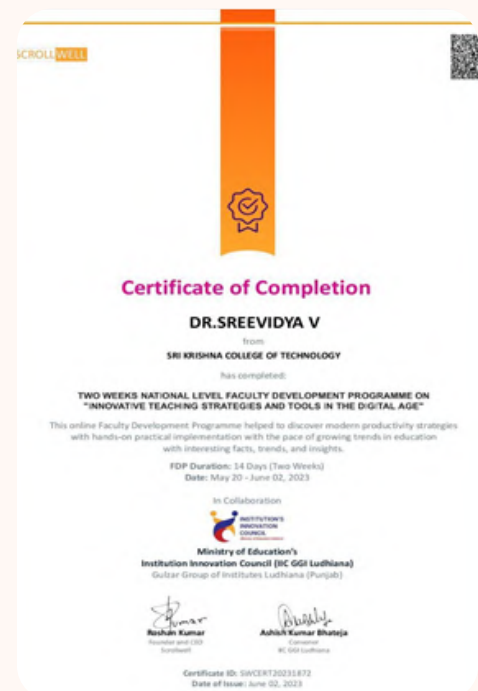 SCROLLWELL
Certificate of Completion
DR.SREEVIDYA V
from
SRI KRISHNA COLLEGE OF TECHNOLOGY
has completed:
TWO WEEKS NATIONAL LEVEL FACULTY DEVELOPMENT PROGRAMME ON
"INNOVATIVE TEACHING STRATEGIES AND TOOLS IN THE DIGITAL AGE"
This online Faculty Development Programme helped to discover modern productivity strategies
with hands-on practical implementation with the pace of growing trends in education
with interesting facts, trends, and insights.
FDP Duration: 14 Days (Two Weeks)
Date: May 20 - June 02, 2023
In Collaboration
INSTITUTION'S
INNOVATION
COUNCIL
Ministry of Education's
Institution Innovation Council (IIC GGI Ludhiana)
Gulzar Group of Institutes Ludhiana (Punjab)
Roshan Kumar
Founder and CEO
Scrollwell
Ashish Kumar Bhateja
Convenor
IIC GGI Ludhiana
Certificate ID: SWCERT20231872
Date of Issue: June 02, 2023